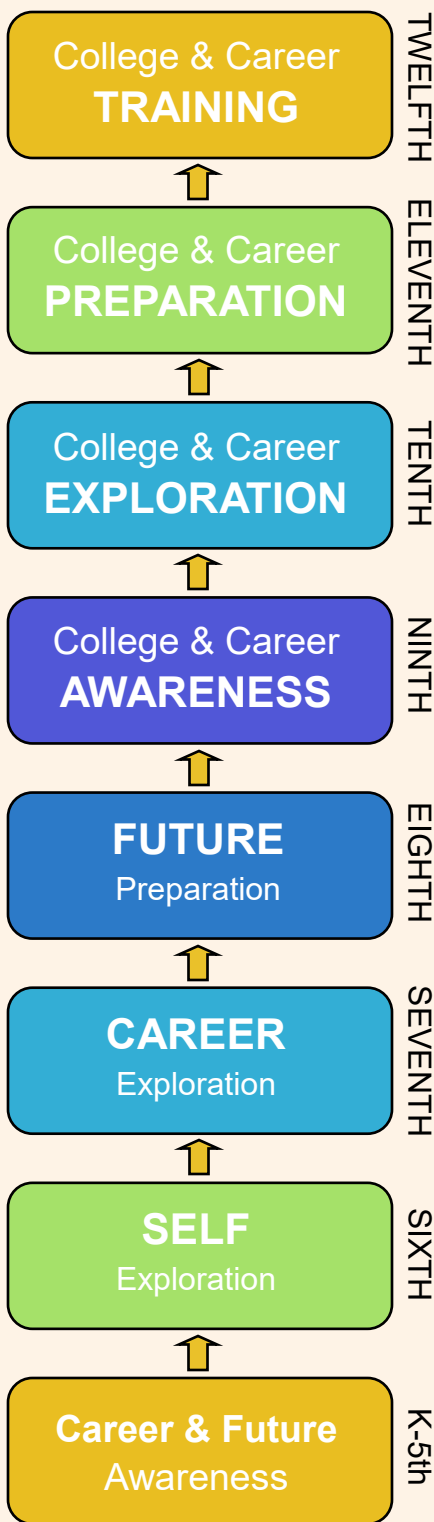 College & Career
TRAINING
TWELFTH
College & Career
PREPARATION
ELEVENTH
College & Career
EXPLORATION
TENTH
College & Career
AWARENESS
NINTH
FUTURE
Preparation
EIGHTH
CAREER
Exploration
SEVENTH
SELF
Exploration
SIXTH
Career & Future
Awareness
K-5th